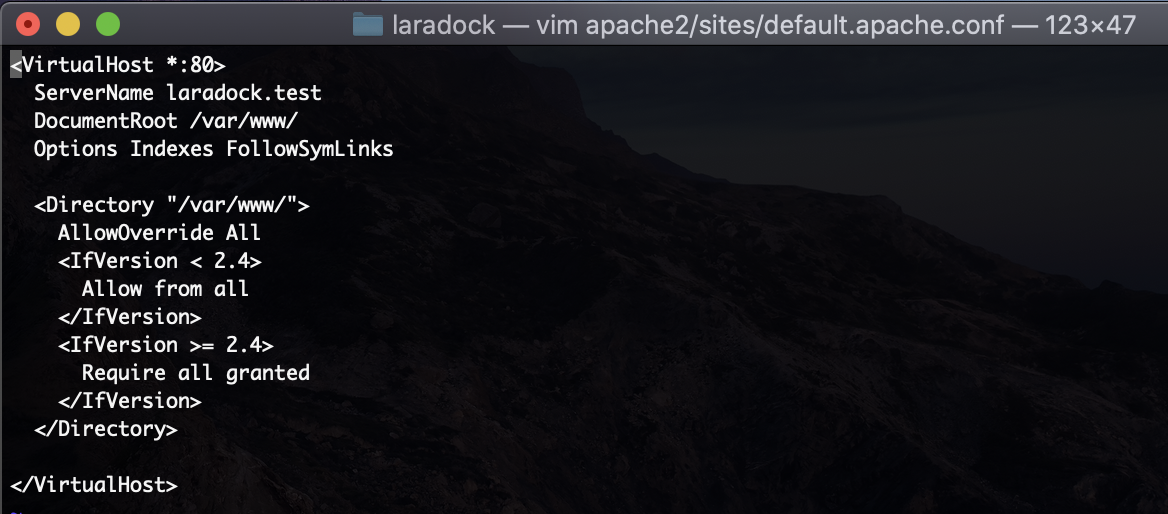 laradock — vim apache2/sites/default.apache.conf — 123×47
<VirtualHost *:80>
  ServerName laradock.test
  DocumentRoot /var/www/
  Options Indexes FollowSymLinks

  <Directory "/var/www/">
    AllowOverride All
    <IfVersion < 2.4>
      Allow from all
    </IfVersion>
    <IfVersion >= 2.4>
      Require all granted
    </IfVersion>
  </Directory>

</VirtualHost>